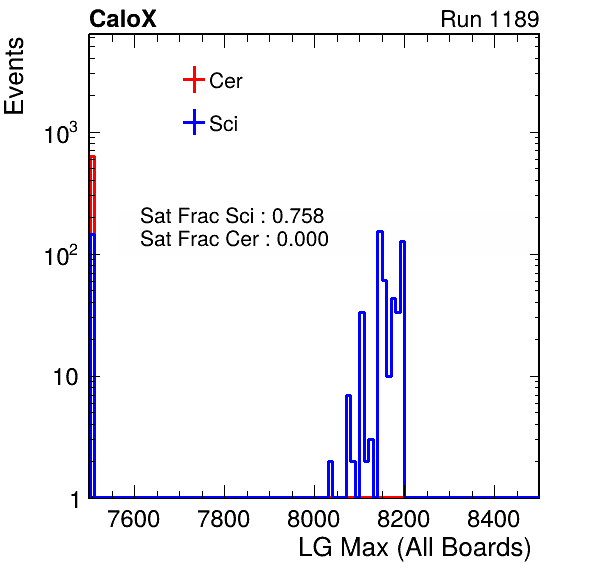 CaloX Run 1189
Events
Cer
Sci
Sat Frac Sci : 0.758
Sat Frac Cer : 0.000
10³
10²
10
1
7600 7800 8000 8200 8400
LG Max (All Boards)